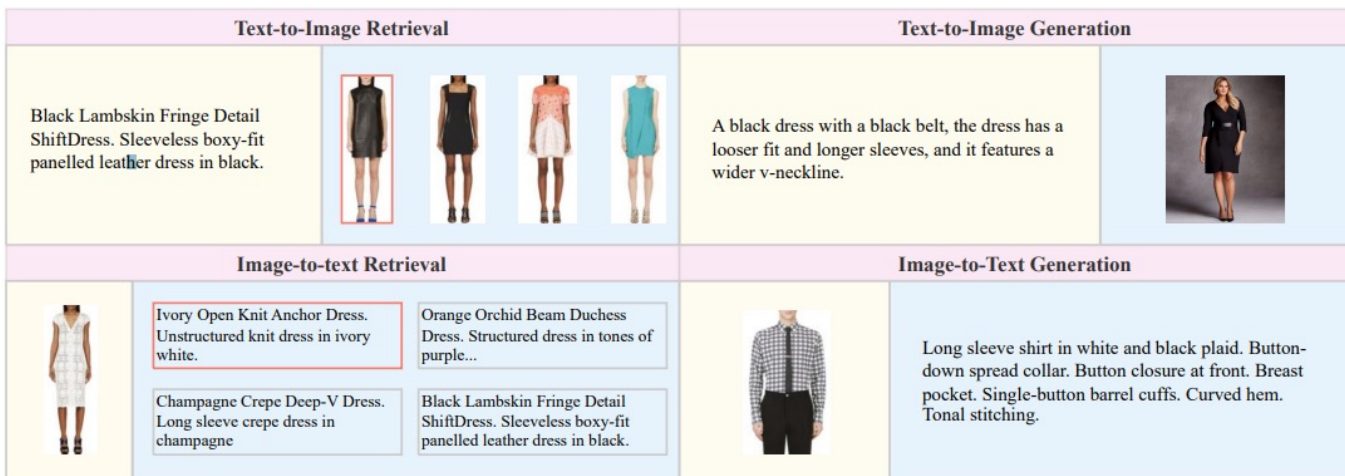 Text-to-Image Retrieval
Text-to-Image Generation
Black Lambskin Fringe Detail
ShiftDress. Sleeveless boxy-fit
panelled leather dress in black.
A black dress with a black belt, the dress has a
looser fit and longer sleeves, and it features a
wider v-neckline.
Image-to-text Retrieval
Image-to-Text Generation
Ivory Open Knit Anchor Dress.
Unstructured knit dress in ivory
white.
Orange Orchid Beam Duchess
Dress. Structured dress in tones of
purple...
Champagne Crepe Deep-V Dress.
Long sleeve crepe dress in
champagne
Black Lambskin Fringe Detail
ShiftDress. Sleeveless boxy-fit
panelled leather dress in black.
Long sleeve shirt in white and black plaid. Button-
down spread collar. Button closure at front. Breast
pocket. Single-button barrel cuffs. Curved hem.
Tonal stitching.